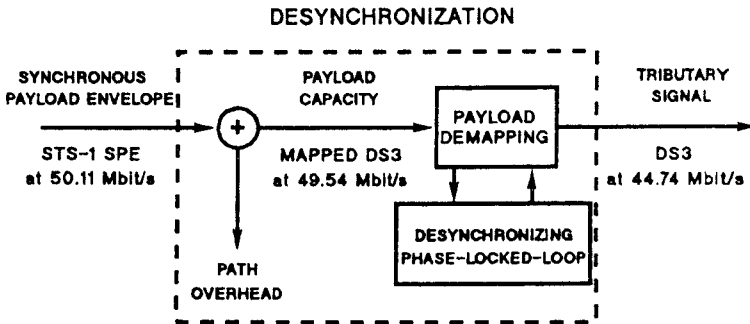 DESYNCHRONIZATION
SYNCHRONOUS
PAYLOAD ENVELOPE
PAYLOAD
CAPACITY
TRIBUTARY
SIGNAL
+
PAYLOAD
DEMAPPING
STS-1 SPE
at 50.11 Mbit/s
MAPPED DS3
at 49.54 Mbit/s
DS3
at 44.74 Mbit/s
DESYNCHRONIZING
PHASE-LOCKED-LOOP
PATH
OVERHEAD